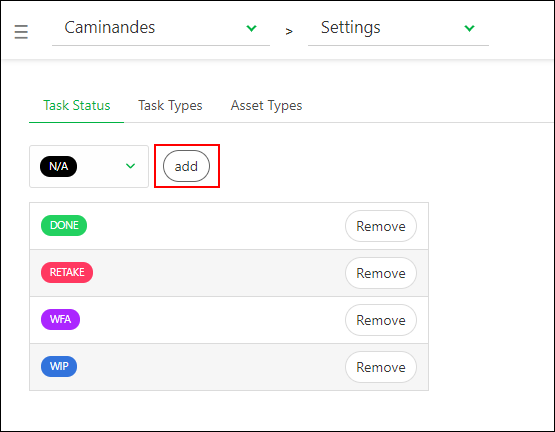 Caminandes > Settings
Task Status Task Types Asset Types
N/A add
DONE Remove
RETAKE Remove
WFA Remove
WIP Remove